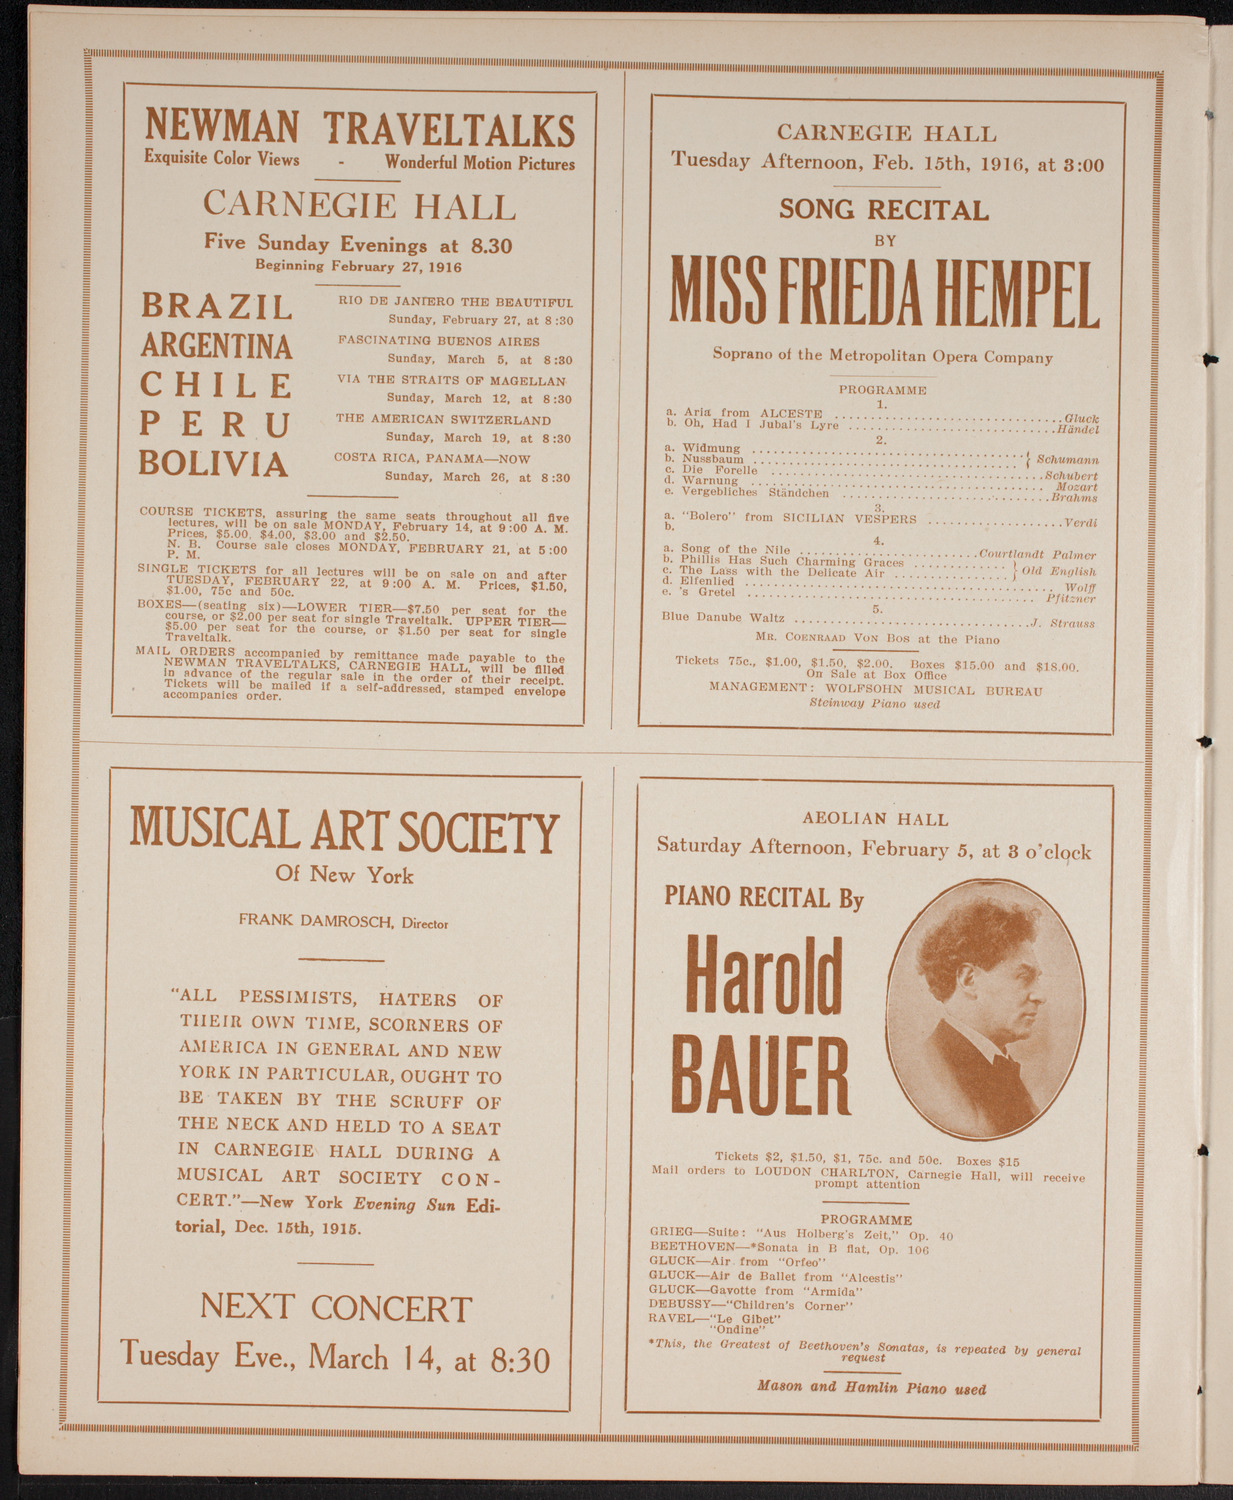 NEWMAN TRAVELTALKS
Exquisite Color Views - Wonderful Motion Pictures
CARNEGIE HALL
Five Sunday Evenings at 8.30
Beginning February 27, 1916
BRAZIL
ARGENTINA
CHILE
PERU
BOLIVIA
RIO DE JANIERO THE BEAUTIFUL
Sunday, February 27, at 8:30
FASCINATING BUENOS AIRES
Sunday, March 5, at 8:30
VIA THE STRAITS OF MAGELLAN
Sunday, March 12, at 8:30
THE AMERICAN SWITZERLAND
Sunday, March 19, at 8:30
COSTA RICA, PANAMA—NOW
Sunday, March 26, at 8:30
COURSE TICKETS, assuring the same seats throughout all five
lectures, will be on sale MONDAY, February 14, at 9:00 A. M.
Prices, $5.00, $4.00, $3.00 and $2.50.
N. B. Course sale closes MONDAY, FEBRUARY 21, at 5:00
P. M.
SINGLE TICKETS for all lectures will be on sale on and after
TUESDAY, FEBRUARY 22, at 9:00 A. M. Prices, $1.50,
$1.00, 75c and 50c.
BOXES—(seating six)—LOWER TIER—$7.50 per seat for the
course, or $2.00 per seat for single Traveltalk. UPPER TIER—
$5.00 per seat for the course, or $1.50 per seat for single
Traveltalk.
MAIL ORDERS accompanied by remittance made payable to the
NEWMAN TRAVELTALKS, CARNEGIE HALL, will be filled
in advance of the regular sale in the order of their receipt.
Tickets will be mailed if a self-addressed, stamped envelope
accompanies order.
CARNEGIE HALL
Tuesday Afternoon, Feb. 15th, 1916, at 3:00
SONG RECITAL
BY
MISS FRIEDA HEMPEL
Soprano of the Metropolitan Opera Company
PROGRAMME
1.
a. Aria from ALCESTE ..............................Gluck
b. Oh, Had I Jubal's Lyre ..............................Händel
2.
a. Widmung ..............................
b. Nussbaum .............................. } Schumann
c. Die Forelle ..............................Schubert
d. Warnung .............................. Mozart
e. Vergebliches Ständchen ..............................Brahms
3.
a. "Bolero" from SICILIAN VESPERS ....................Verdi
b.
4.
a. Song of the Nile ..........................Courtlandt Palmer
b. Phillis Has Such Charming Graces ..............
c. The Lass with the Delicate Air .................. } Old English
d. Elfenlied .............................. Wolff
e. 's Gretel .............................. Pfitzner
5.
Blue Danube Waltz ..............................J. Strauss
MR. COENRAAD VON BOS at the Piano
Tickets 75c., $1.00, $1.50, $2.00. Boxes $15.00 and $18.00.
On Sale at Box Office
MANAGEMENT: WOLFSOHN MUSICAL BUREAU
Steinway Piano used
MUSICAL ART SOCIETY
Of New York
FRANK DAMROSCH, Director
"ALL PESSIMISTS, HATERS OF
THEIR OWN TIME, SCORNERS OF
AMERICA IN GENERAL AND NEW
YORK IN PARTICULAR, OUGHT TO
BE TAKEN BY THE SCRUFF OF
THE NECK AND HELD TO A SEAT
IN CARNEGIE HALL DURING A
MUSICAL ART SOCIETY CON-
CERT."—New York Evening Sun Edi-
torial, Dec. 15th, 1915.
NEXT CONCERT
Tuesday Eve., March 14, at 8:30
AEOLIAN HALL
Saturday Afternoon, February 5, at 3 o'clock
PIANO RECITAL By
Harold
BAUER
Tickets $2, $1.50, $1, 75c. and 50c. Boxes $15
Mail orders to LOUDON CHARLTON, Carnegie Hall, will receive
prompt attention
PROGRAMME
GRIEG—Suite: "Aus Holberg's Zeit," Op. 40
BEETHOVEN—*Sonata in B flat, Op. 106
GLUCK—Air from "Orfeo"
GLUCK—Air de Ballet from "Alcestis"
GLUCK—Gavotte from "Armida"
DEBUSSY—"Children's Corner"
RAVEL—"Le Gibet"
"Ondine"
*This, the Greatest of Beethoven's Sonatas, is repeated by general
request
Mason and Hamlin Piano used